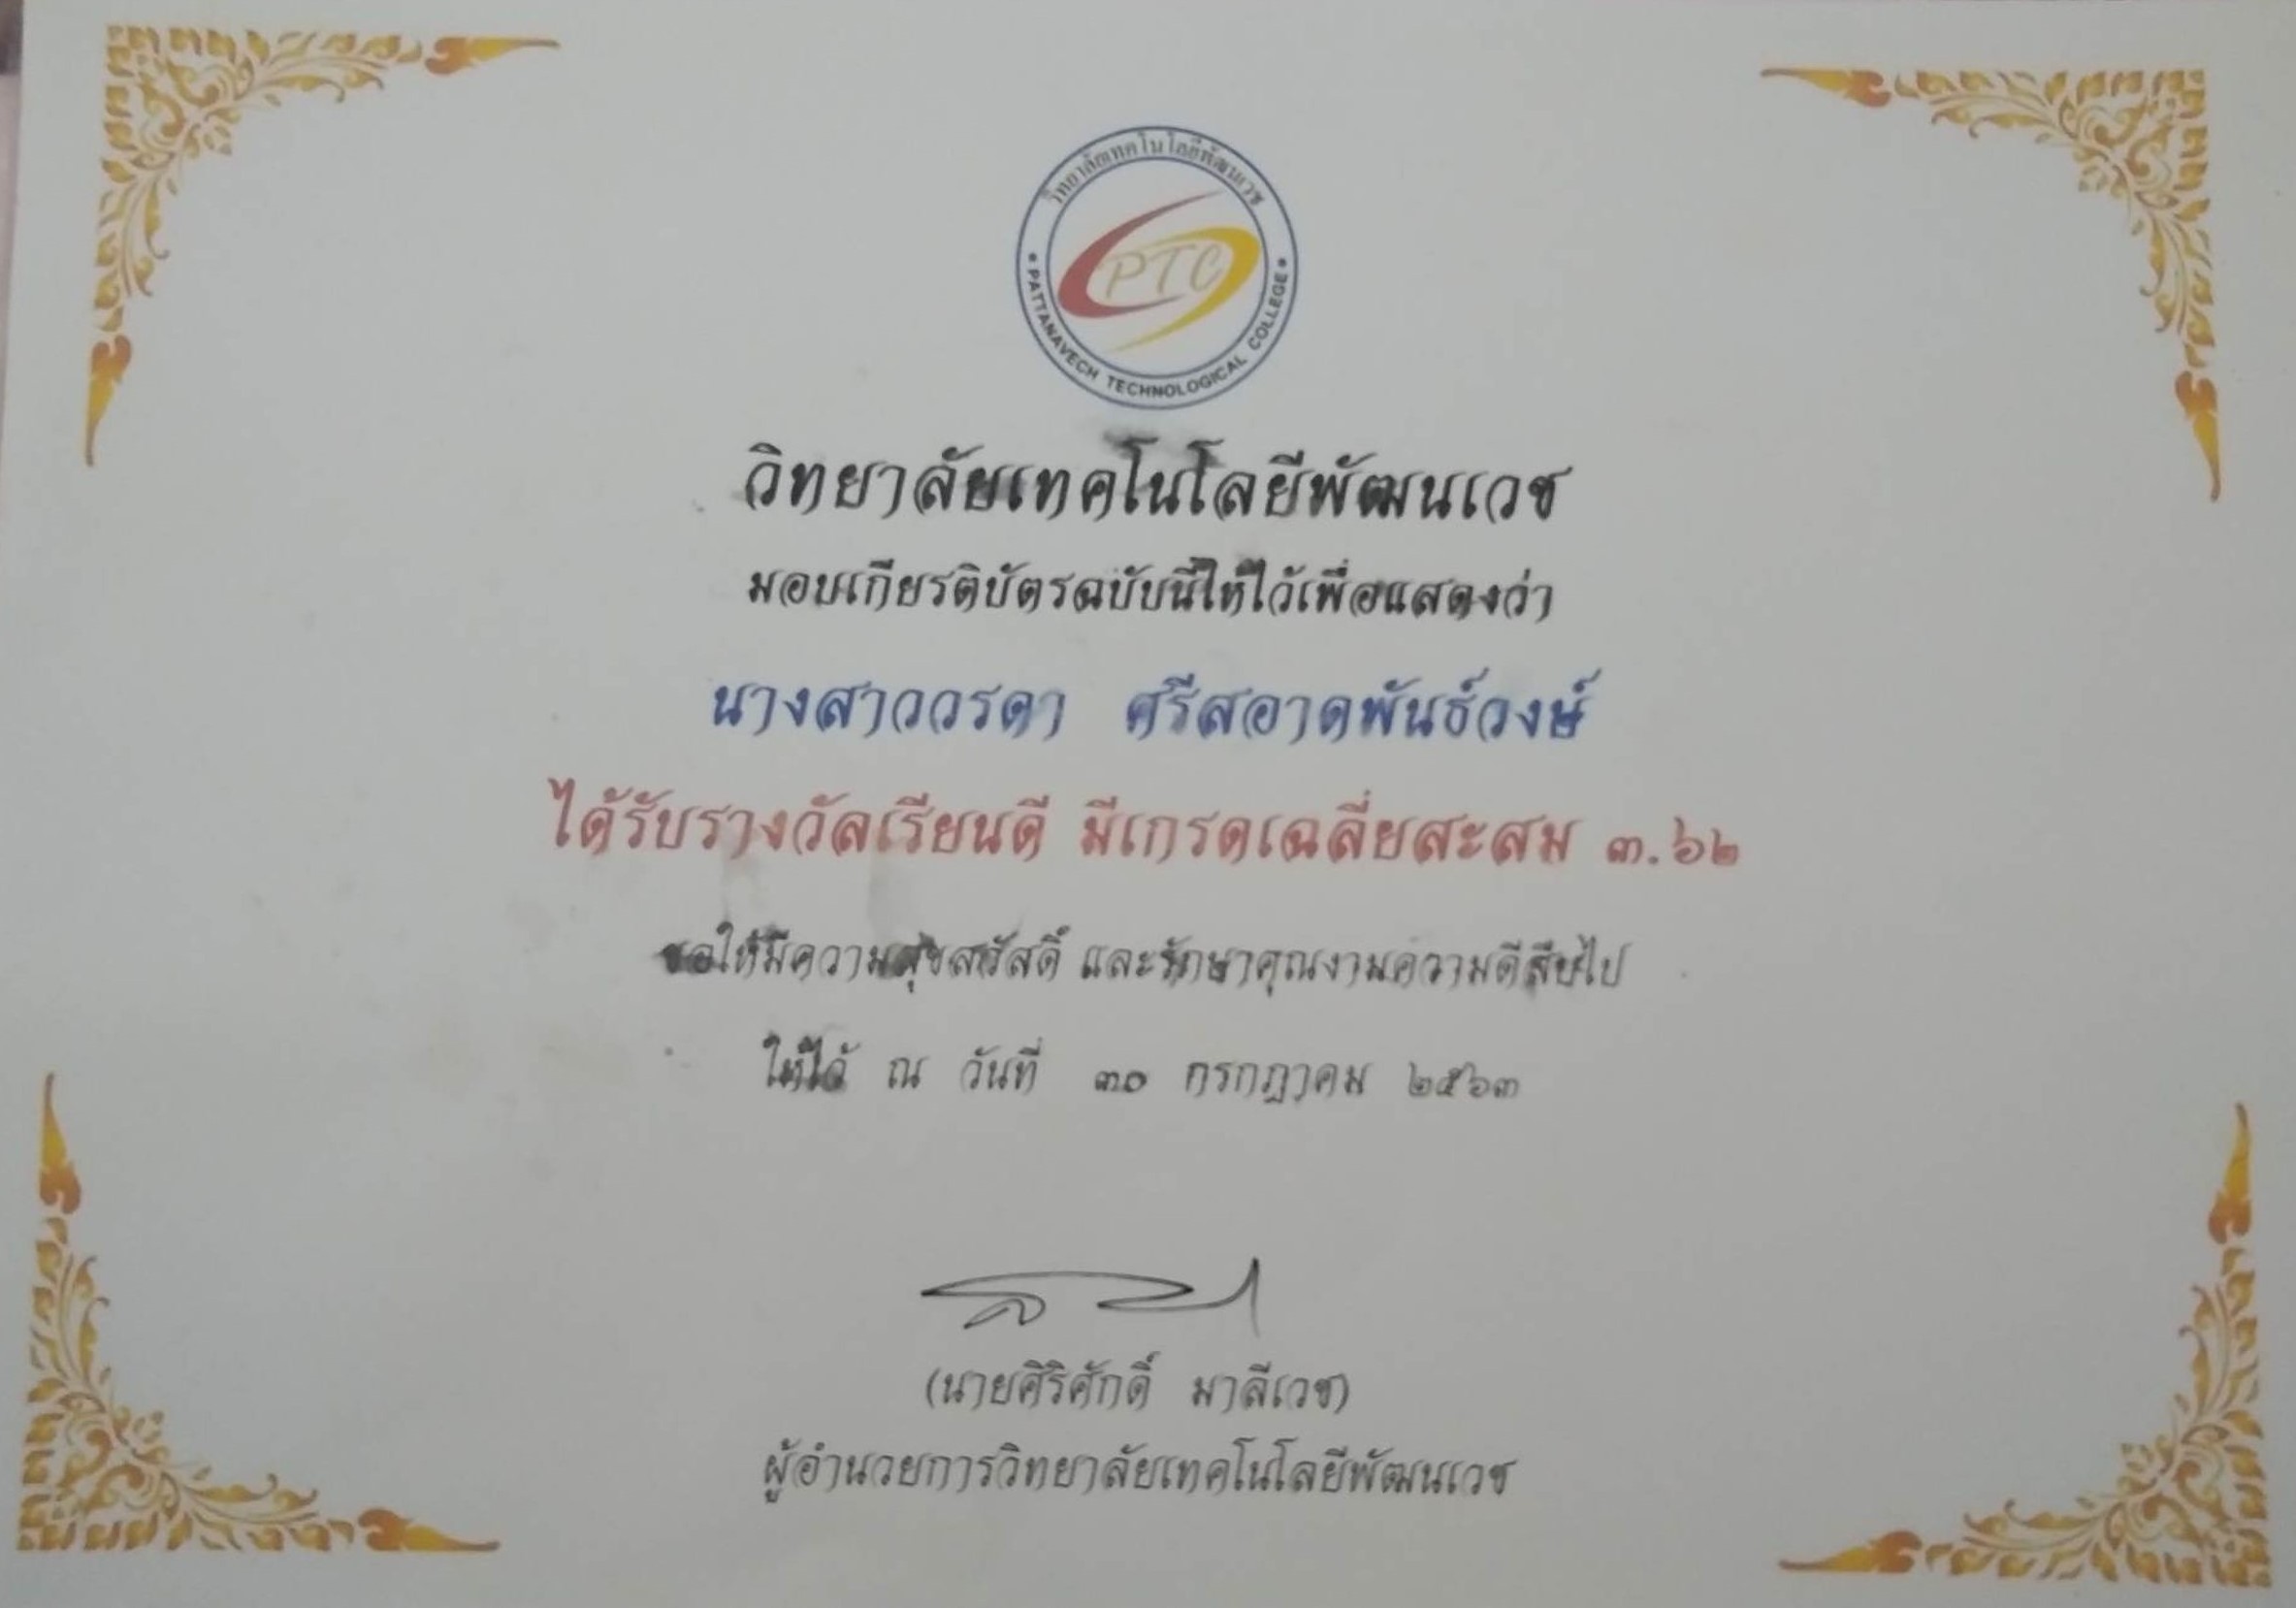 วิทยาลัยเทคโนโลยีพัฒนเวช
PTC
• PATTANAVECH TECHNOLOGICAL COLLEGE •
วิทยาลัยเทคโนโลยีพัฒนเวช
มอบเกียรติบัตรฉบับนี้ให้ไว้เพื่อแสดงว่า
นางสาววรดา ศรีสอาดพันธ์วงษ์
ได้รับรางวัลเรียนดี มีเกรดเฉลี่ยสะสม ๓.๖๒
ขอให้มีความสุขสวัสดิ์ และรักษาคุณงามความดีสืบไป
ให้ไว้ ณ วันที่ ๓๐ กรกฎาคม ๒๕๖๓
(นายศิริศักดิ์ มาลีเวช)
ผู้อำนวยการวิทยาลัยเทคโนโลยีพัฒนเวช